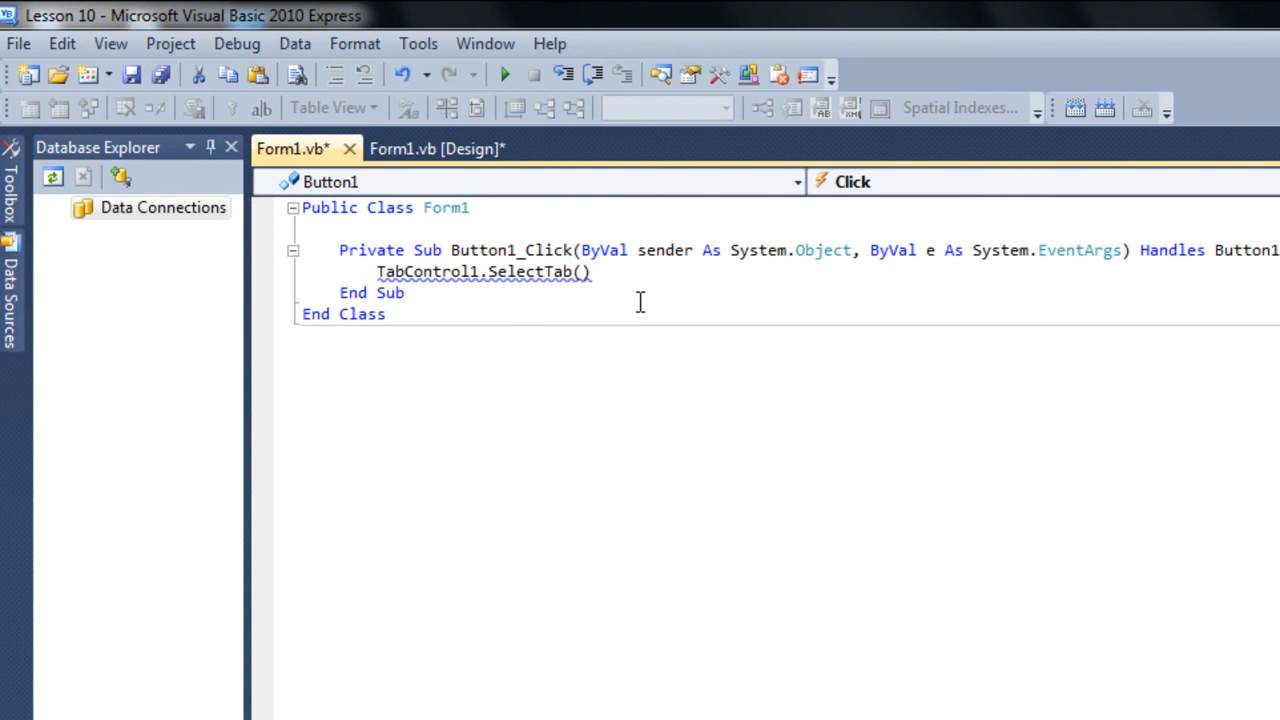 Lesson 10 - Microsoft Visual Basic 2010 Express
File Edit View Project Debug Data Format Tools Window Help
Table View Spatial Indexes...
Toolbox
Data Sources
Database Explorer
Data Connections
Form1.vb* Form1.vb [Design]*
Button1 Click
Public Class Form1
Private Sub Button1_Click(ByVal sender As System.Object, ByVal e As System.EventArgs) Handles Button1
TabControl1.SelectTab()
End Sub
End Class